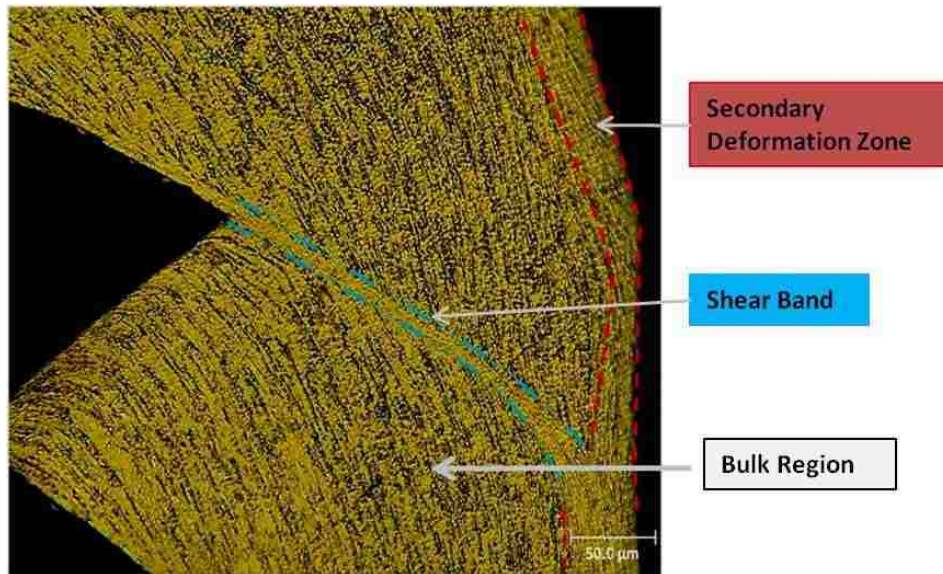 Secondary
Deformation Zone
Shear Band
Bulk Region
50.0 µm